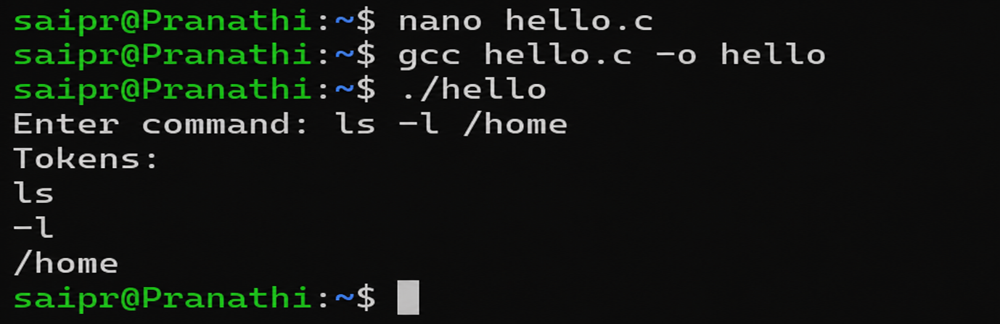 saipr@Pranathi:~$ nano hello.c
saipr@Pranathi:~$ gcc hello.c -o hello
saipr@Pranathi:~$ ./hello
Enter command: ls -l /home
Tokens:
ls
-l
/home
saipr@Pranathi:~$